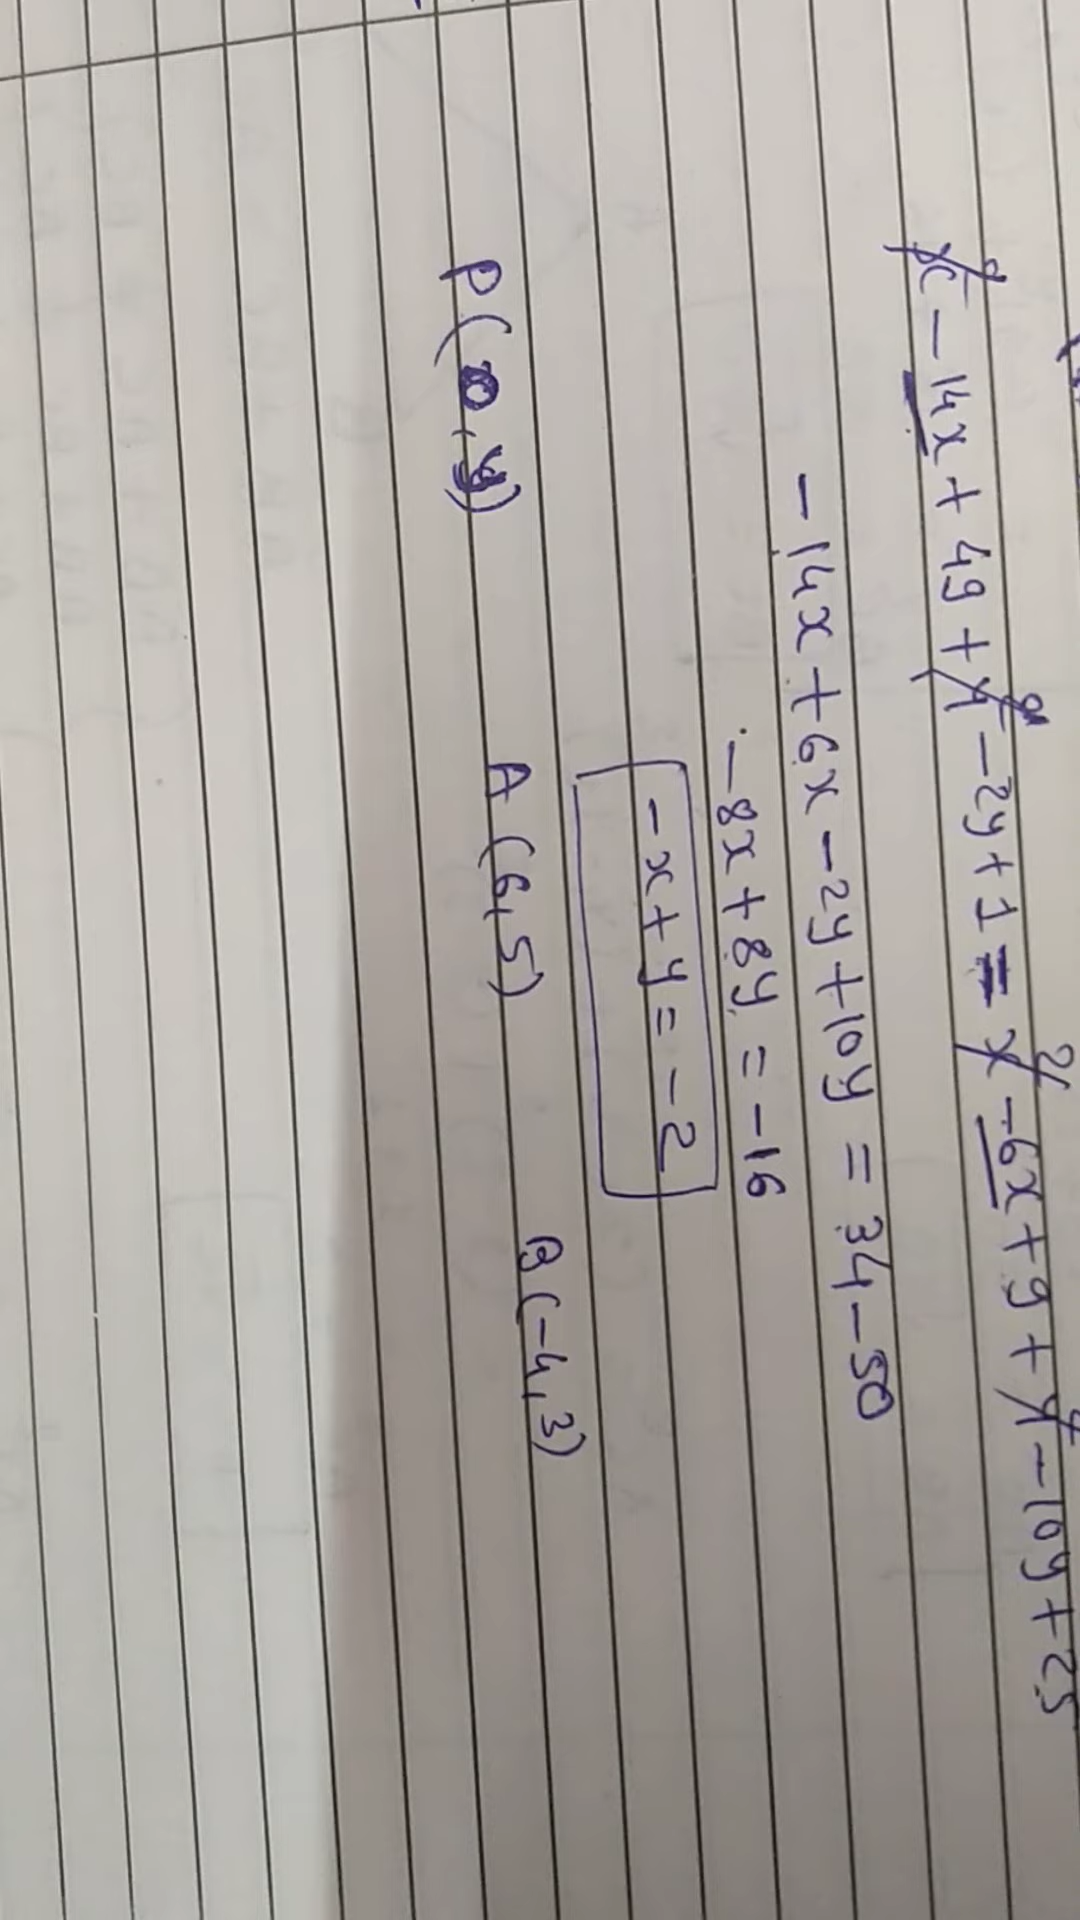 x² - 14x + 49 + y² - 2y + 1 = x² - 6x + 9 + y² - 10y + 25
- 14x + 6x - 2y + 10y = 34 - 50
- 8x + 8y = -16
- x + y = - 2
P(0, y) A(6, 5) B(-4, 3)